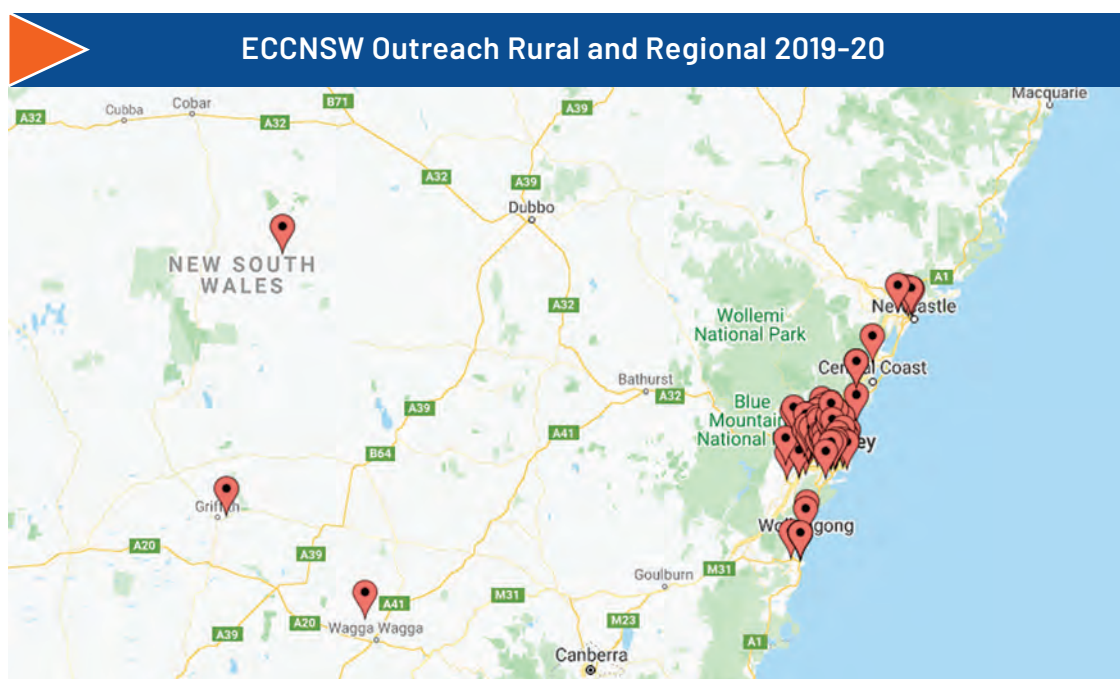 ECCNSW Outreach Rural and Regional 2019-20
Macquarie
Cobar
Cubba
B71
A39
A32
A32
A32
A39
Dubbo
NEW SOUTH
WALES
A1
Newcastle
A32
Wollemi
National Park
Central Coast
Bathurst
A32
Blue
National
A39
A41
B64
Griffith
A20
A39
Goulburn
M31
M31
A41
A20
Wagga Wagga
A39
M23
A1
Canberra